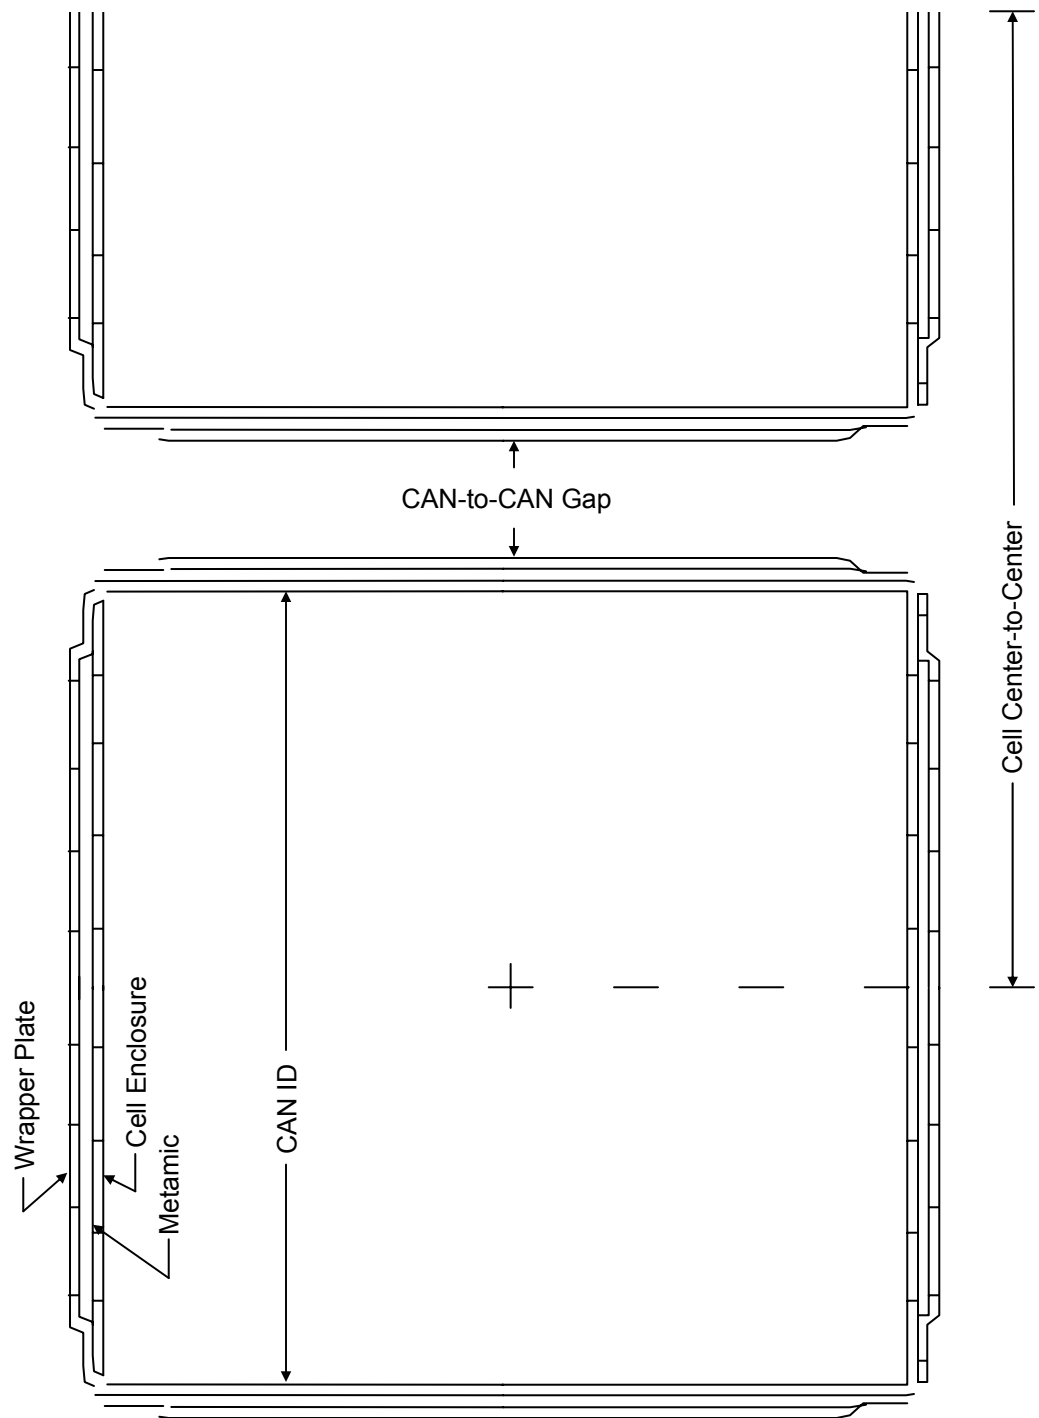 CAN-to-CAN Gap
Cell Center-to-Center
Wrapper Plate
Cell Enclosure
Metamic
CAN ID